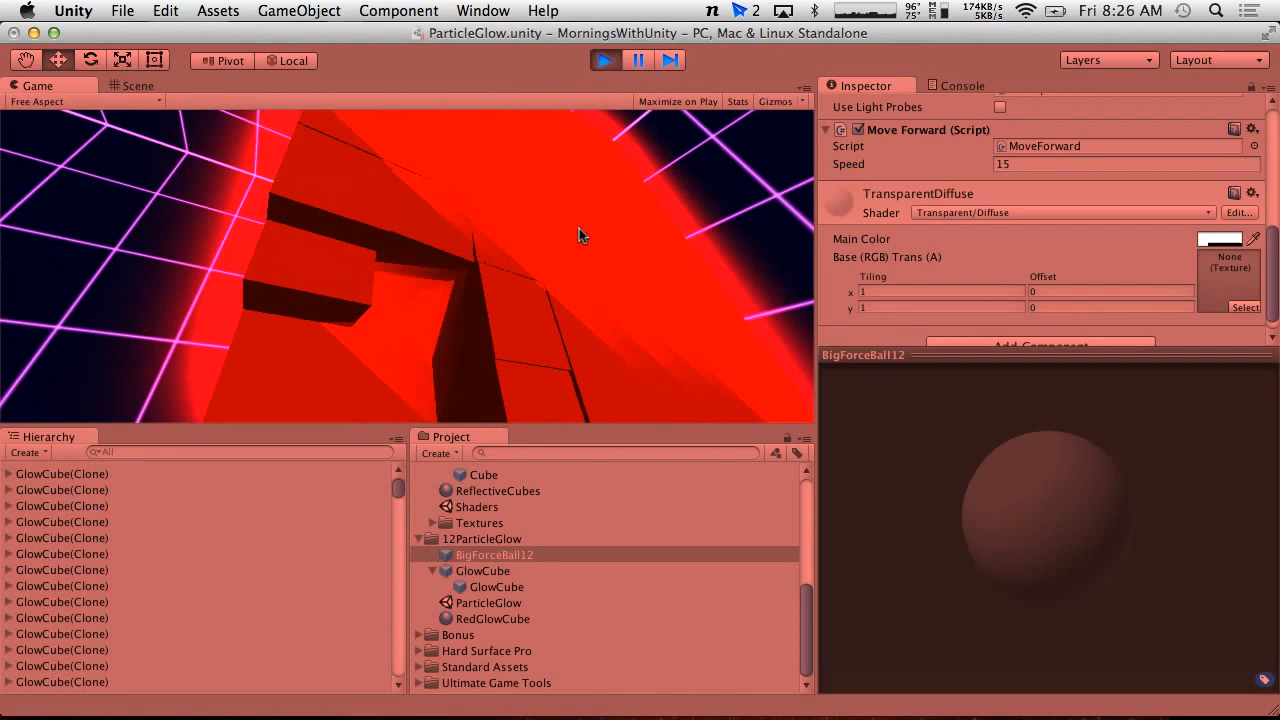 Unity File Edit Assets GameObject Component Window Help 2 96° 75° 174KB/s 5KB/s Fri 8:26 AM
ParticleGlow.unity – MorningsWithUnity – PC, Mac & Linux Standalone
Pivot Local Layers Layout
Game Scene
Free Aspect Maximize on Play Stats Gizmos
Inspector Console
Use Light Probes
Move Forward (Script)
Script MoveForward
Speed 15
TransparentDiffuse
Shader Transparent/Diffuse Edit...
Main Color
Base (RGB) Trans (A) None (Texture)
Tiling Offset
x 1 0
y 1 0 Select
Add Component
BigForceBall12
Hierarchy
Create All
GlowCube(Clone)
GlowCube(Clone)
GlowCube(Clone)
GlowCube(Clone)
GlowCube(Clone)
GlowCube(Clone)
GlowCube(Clone)
GlowCube(Clone)
GlowCube(Clone)
GlowCube(Clone)
GlowCube(Clone)
GlowCube(Clone)
GlowCube(Clone)
GlowCube(Clone)
Project
Create
Cube
ReflectiveCubes
Shaders
Textures
12ParticleGlow
BigForceBall12
GlowCube
GlowCube
ParticleGlow
RedGlowCube
Bonus
Hard Surface Pro
Standard Assets
Ultimate Game Tools